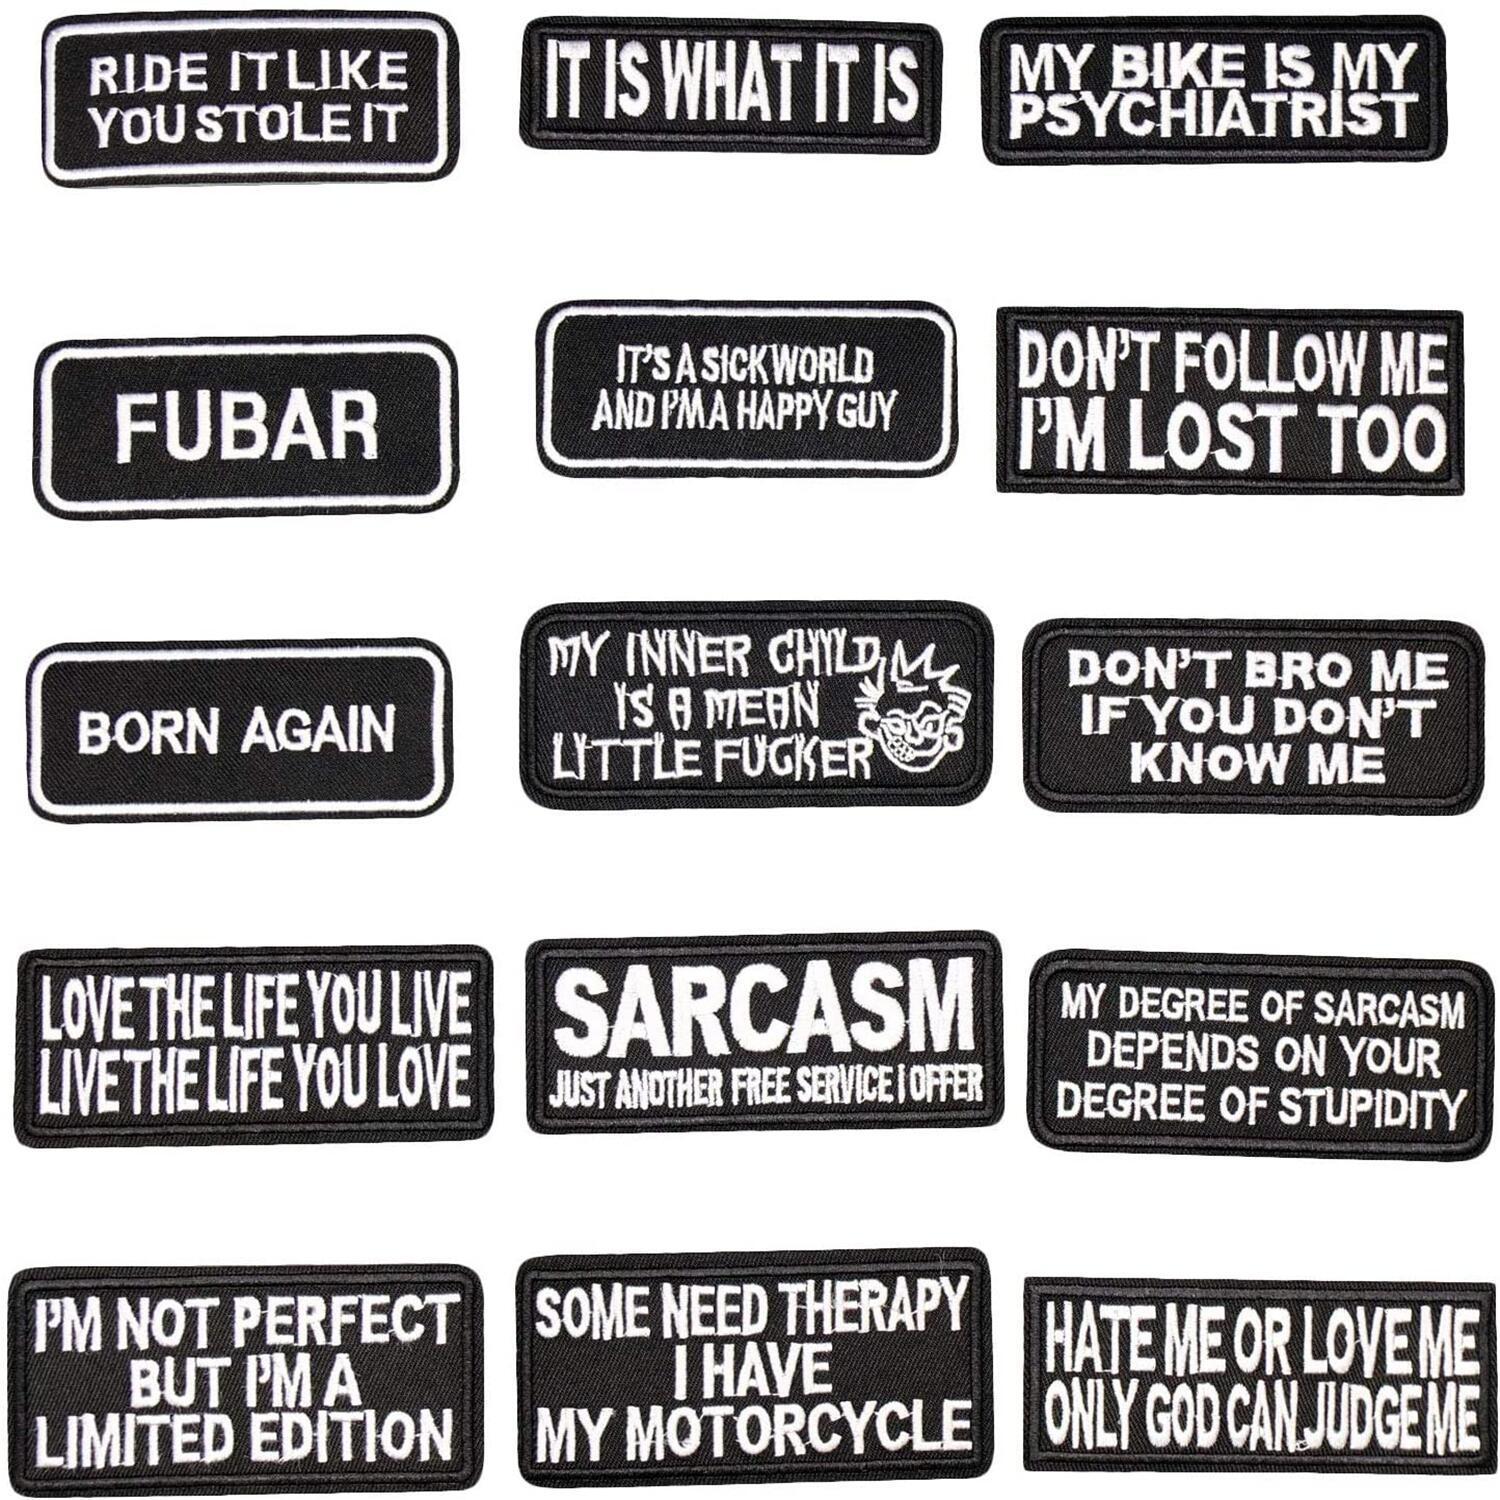 RIDE IT LIKE
YOU STOLE IT
IT IS WHAT IT IS
MY BIKE IS MY
PSYCHIATRIST
FUBAR
IT'S A SICK WORLD
AND I'M A HAPPY GUY
DON'T FOLLOW ME
I'M LOST TOO
BORN AGAIN
MY INNER CHILD
IS A MEAN
LITTLE FUCKER
DON'T BRO ME
IF YOU DON'T
KNOW ME
LOVE THE LIFE YOU LIVE
LIVE THE LIFE YOU LOVE
SARCASM
JUST ANOTHER FREE SERVICE i OFFER
MY DEGREE OF SARCASM
DEPENDS ON YOUR
DEGREE OF STUPIDITY
I'M NOT PERFECT
BUT I'M A
LIMITED EDITION
SOME NEED THERAPY
I HAVE
MY MOTORCYCLE
HATE ME OR LOVE ME
ONLY GOD CAN JUDGE ME